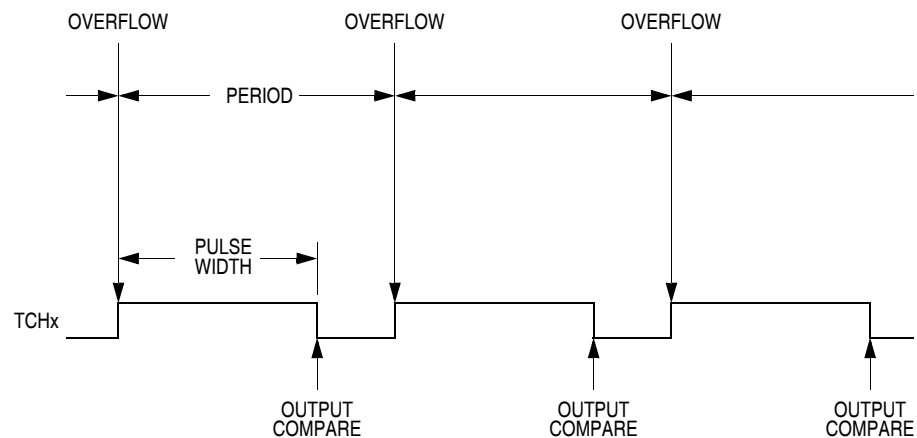 OVERFLOW
OVERFLOW
OVERFLOW
PERIOD
PULSE
WIDTH
TCHx
OUTPUT
COMPARE
OUTPUT
COMPARE
OUTPUT
COMPARE